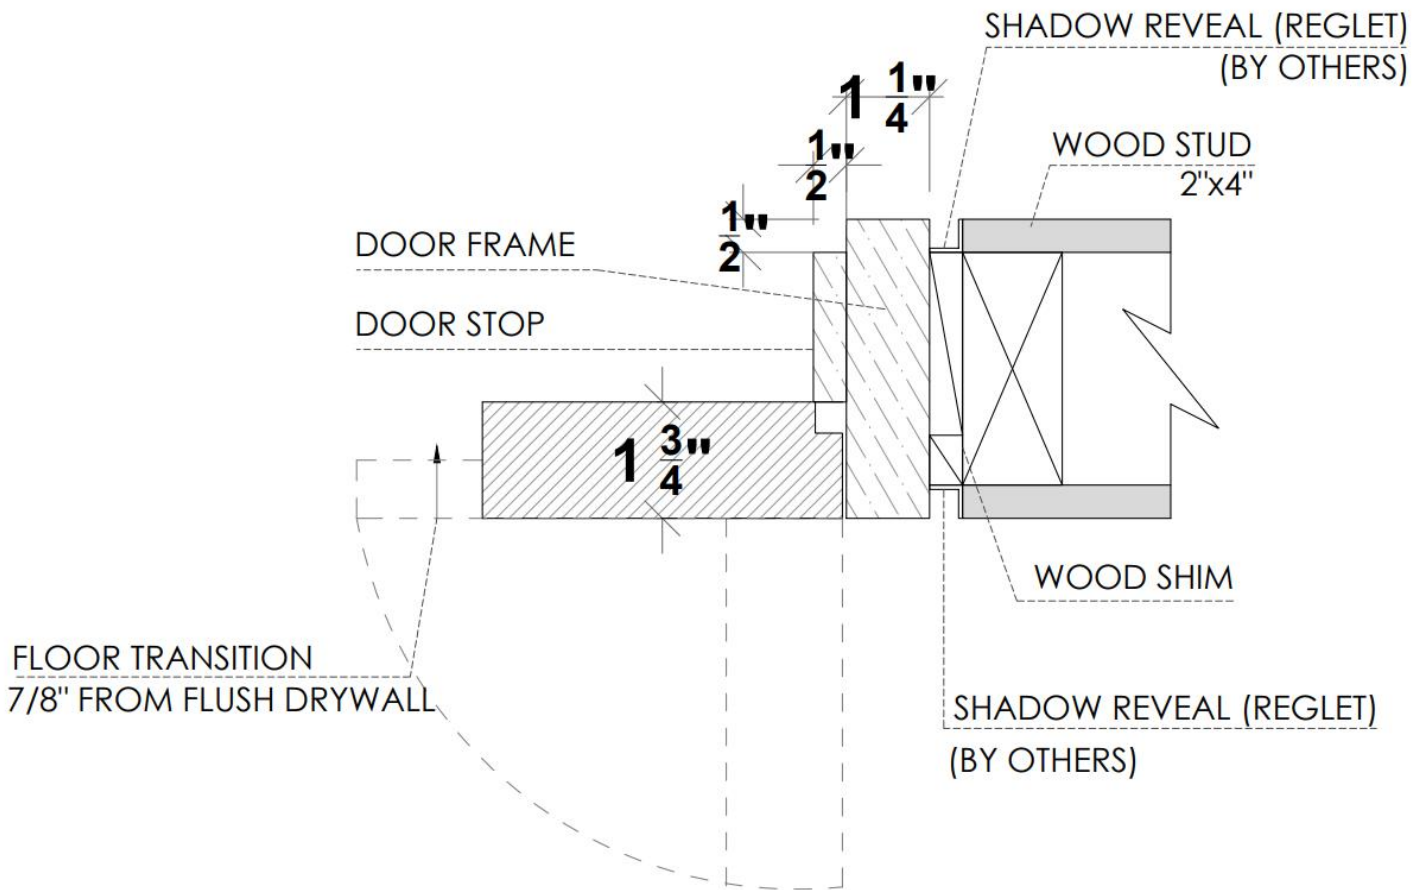 SHADOW REVEAL (REGLET)
(BY OTHERS)
1 1/4"
WOOD STUD
2"x4"
1/2"
1/2"
DOOR FRAME
DOOR STOP
1 3/4"
WOOD SHIM
FLOOR TRANSITION
7/8" FROM FLUSH DRYWALL
SHADOW REVEAL (REGLET)
(BY OTHERS)